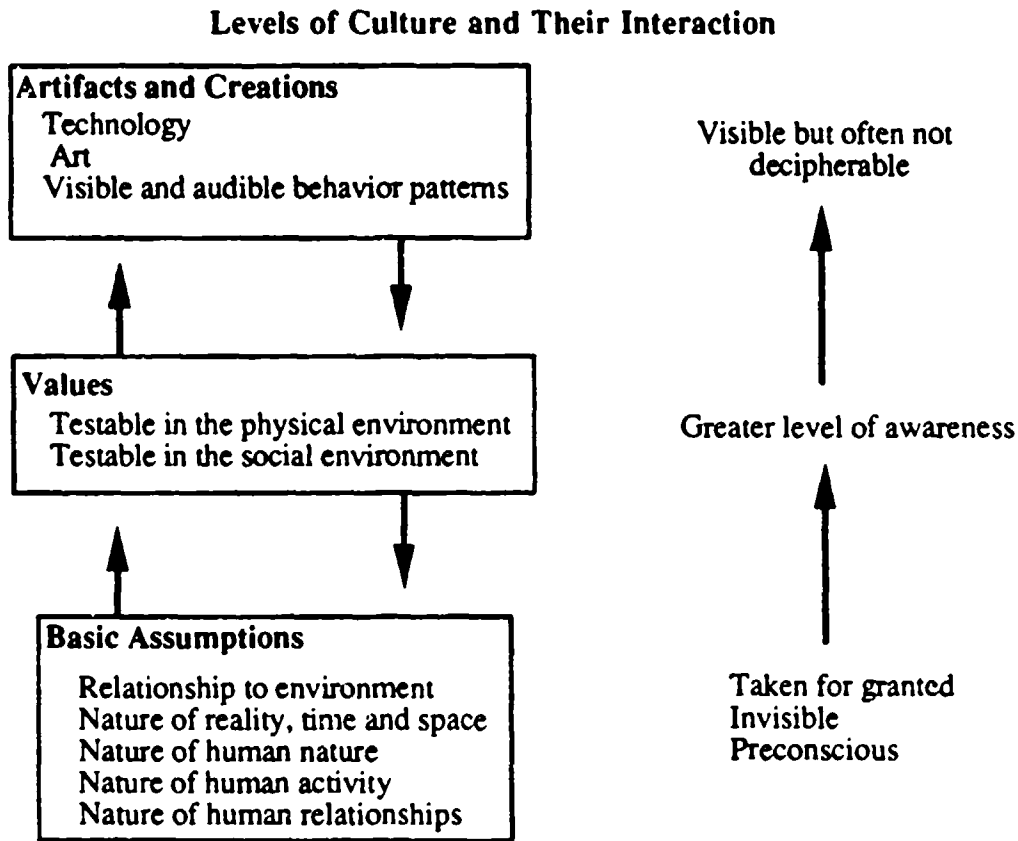 Levels of Culture and Their Interaction
Artifacts and Creations
Technology
Art
Visible and audible behavior patterns
Visible but often not
decipherable
Values
Testable in the physical environment
Testable in the social environment
Greater level of awareness
Basic Assumptions
Relationship to environment
Nature of reality, time and space
Nature of human nature
Nature of human activity
Nature of human relationships
Taken for granted
Invisible
Preconscious